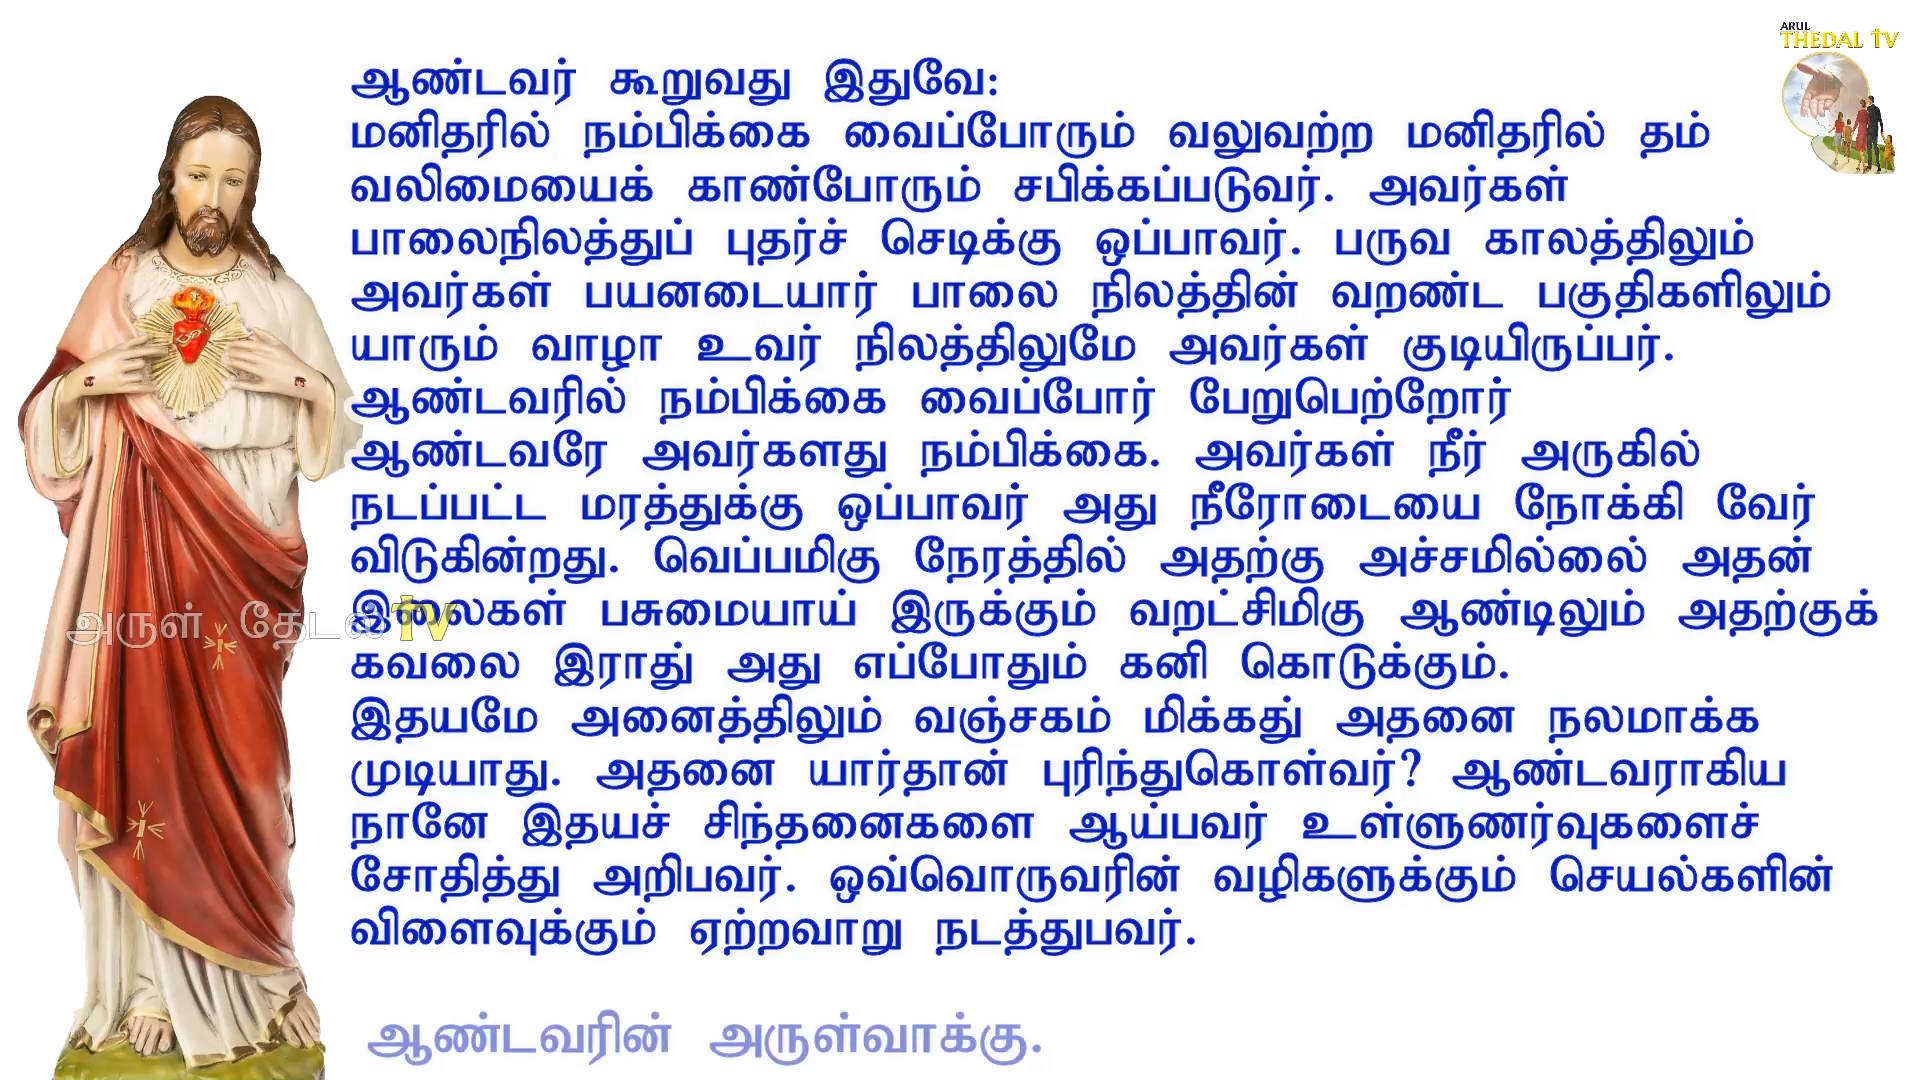 ARUL
THEDAL TV
ஆண்டவர் கூறுவது இதுவே:
மனிதரில் நம்பிக்கை வைப்போரும் வலுவற்ற மனிதரில் தம்
வலிமையைக் காண்போரும் சபிக்கப்படுவர். அவர்கள்
பாலைநிலத்துப் புதர்ச் செடிக்கு ஒப்பாவர். பருவ காலத்திலும்
அவர்கள் பயனடையார் பாலை நிலத்தின் வறண்ட பகுதிகளிலும்
யாரும் வாழா உவர் நிலத்திலுமே அவர்கள் குடியிருப்பர்.
ஆண்டவரில் நம்பிக்கை வைப்போர் பேறுபெற்றோர்
ஆண்டவரே அவர்களது நம்பிக்கை. அவர்கள் நீர் அருகில்
நடப்பட்ட மரத்துக்கு ஒப்பாவர் அது நீரோடையை நோக்கி வேர்
விடுகின்றது. வெப்பமிகு நேரத்தில் அதற்கு அச்சமில்லை் அதன்
இலைகள் பசுமையாய் இருக்கும் வறட்சிமிகு ஆண்டிலும் அதற்குக்
அருள் தேடல் TV
கவலை இராது் அது எப்போதும் கனி கொடுக்கும்.
இதயமே அனைத்திலும் வஞ்சகம் மிக்கது் அதனை நலமாக்க
முடியாது. அதனை யார்தான் புரிந்துகொள்வர்? ஆண்டவராகிய
நானே இதயச் சிந்தனைகளை ஆய்பவர் உள்ளுணர்வுகளைச்
சோதித்து அறிபவர். ஒவ்வொருவரின் வழிகளுக்கும் செயல்களின்
விளைவுக்கும் ஏற்றவாறு நடத்துபவர்.
ஆண்டவரின் அருள்வாக்கு.